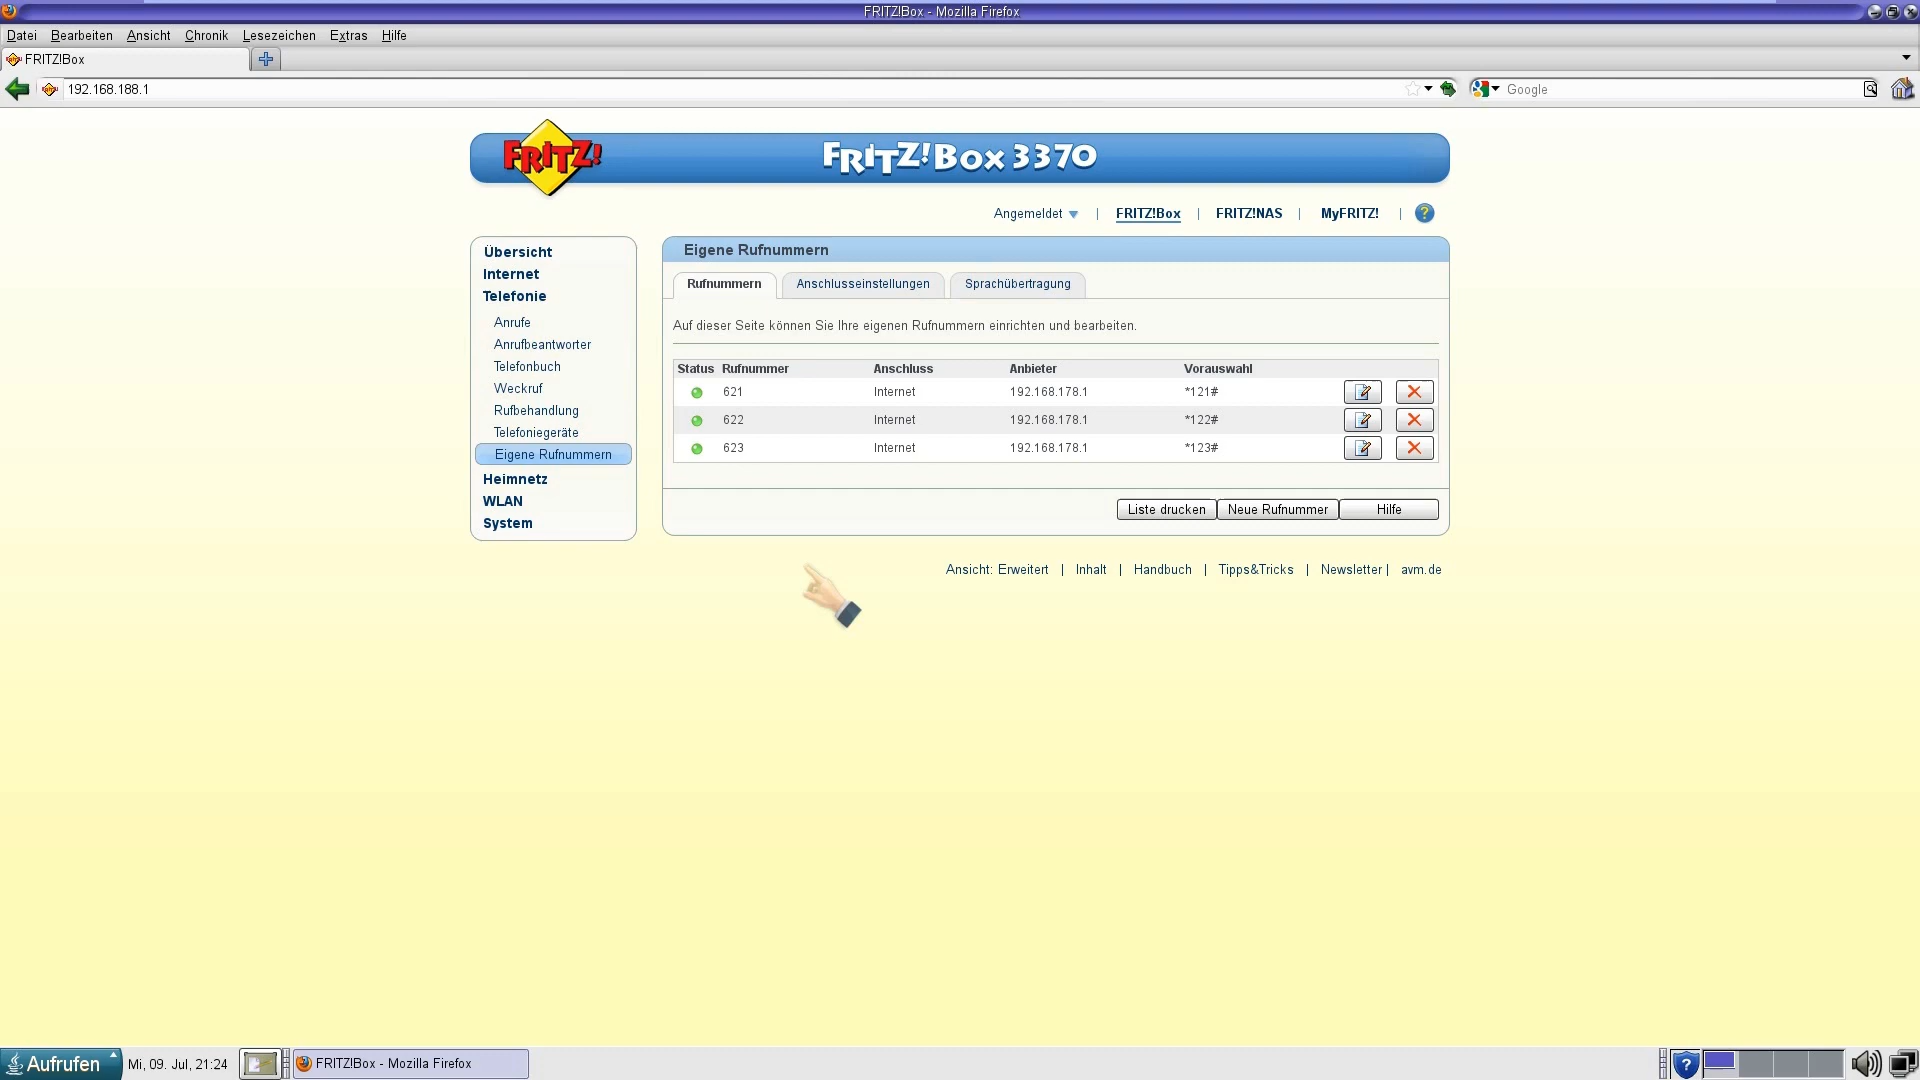 FRITZ!Box - Mozilla Firefox
Datei Bearbeiten Ansicht Chronik Lesezeichen Extras Hilfe
FRITZ!Box
192.168.188.1
Google
FRITZ!
FRITZ!Box 3370
Angemeldet | FRITZ!Box | FRITZ!NAS | MyFRITZ! | ?
Übersicht
Internet
Telefonie
Anrufe
Anrufbeantworter
Telefonbuch
Weckruf
Rufbehandlung
Telefoniegeräte
Eigene Rufnummern
Heimnetz
WLAN
System
Eigene Rufnummern
Rufnummern Anschlusseinstellungen Sprachübertragung
Auf dieser Seite können Sie Ihre eigenen Rufnummern einrichten und bearbeiten.
Status Rufnummer Anschluss Anbieter Vorauswahl
621 Internet 192.168.178.1 *121#
622 Internet 192.168.178.1 *122#
623 Internet 192.168.178.1 *123#
Liste drucken Neue Rufnummer Hilfe
Ansicht: Erweitert | Inhalt | Handbuch | Tipps&Tricks | Newsletter | avm.de
Aufrufen Mi, 09. Jul, 21:24 FRITZ!Box - Mozilla Firefox ?